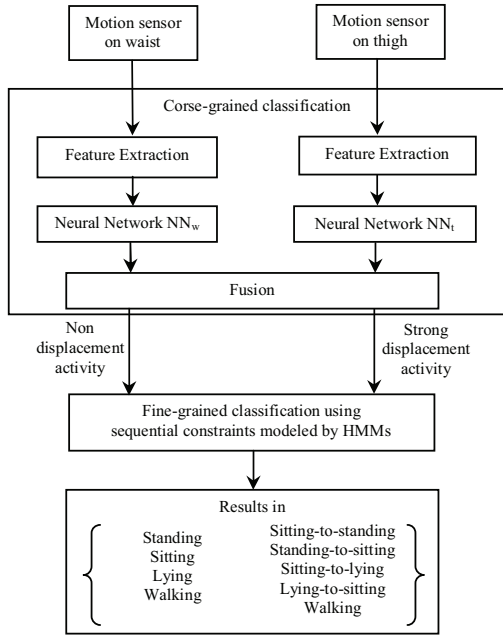 Motion sensor
on waist
Motion sensor
on thigh
Corse-grained classification
Feature Extraction
Feature Extraction
Neural Network NNw
Neural Network NNt
Fusion
Non
displacement
activity
Strong
displacement
activity
Fine-grained classification using
sequential constraints modeled by HMMs
Results in
Standing
Sitting
Lying
Walking
Sitting-to-standing
Standing-to-sitting
Sitting-to-lying
Lying-to-sitting
Walking